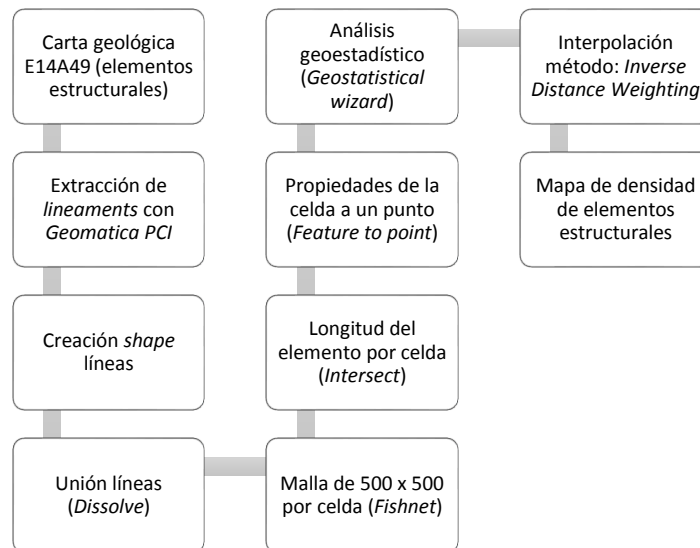 Carta geológica
E14A49 (elementos
estructurales)
Extracción de
lineaments con
Geomatica PCI
Creación shape
líneas
Unión líneas
(Dissolve)
Malla de 500 x 500
por celda (Fishnet)
Longitud del
elemento por celda
(Intersect)
Propiedades de la
celda a un punto
(Feature to point)
Análisis
geoestadístico
(Geostatistical
wizard)
Interpolación
método: Inverse
Distance Weighting
Mapa de densidad
de elementos
estructurales